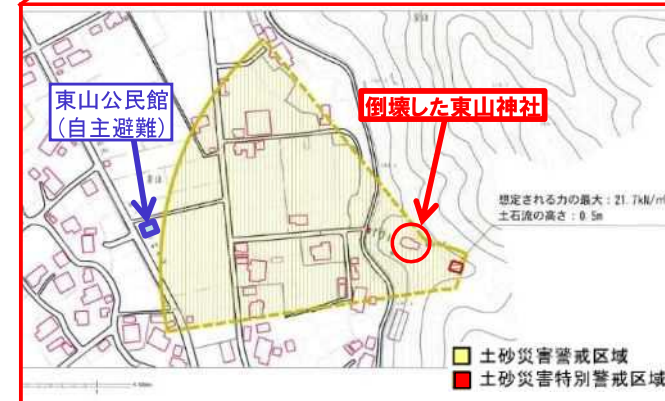 東山公民館
(自主避難)
倒壊した東山神社
想定される力の最大：21.7kN/㎡
土石流の高さ：0.5m
土砂災害警戒区域
土砂災害特別警戒区域